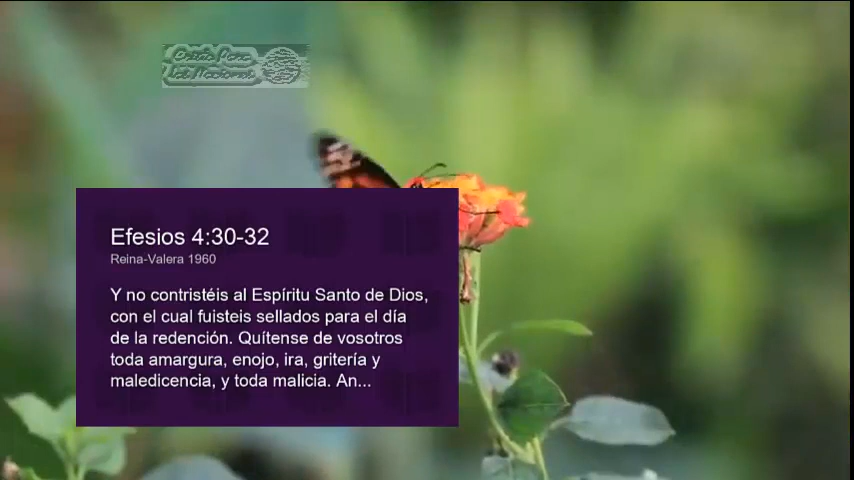 Efesios 4:30-32
Reina-Valera 1960
Y no contristéis al Espíritu Santo de Dios,
con el cual fuisteis sellados para el día
de la redención. Quítense de vosotros
toda amargura, enojo, ira, gritería y
maledicencia, y toda malicia. An...